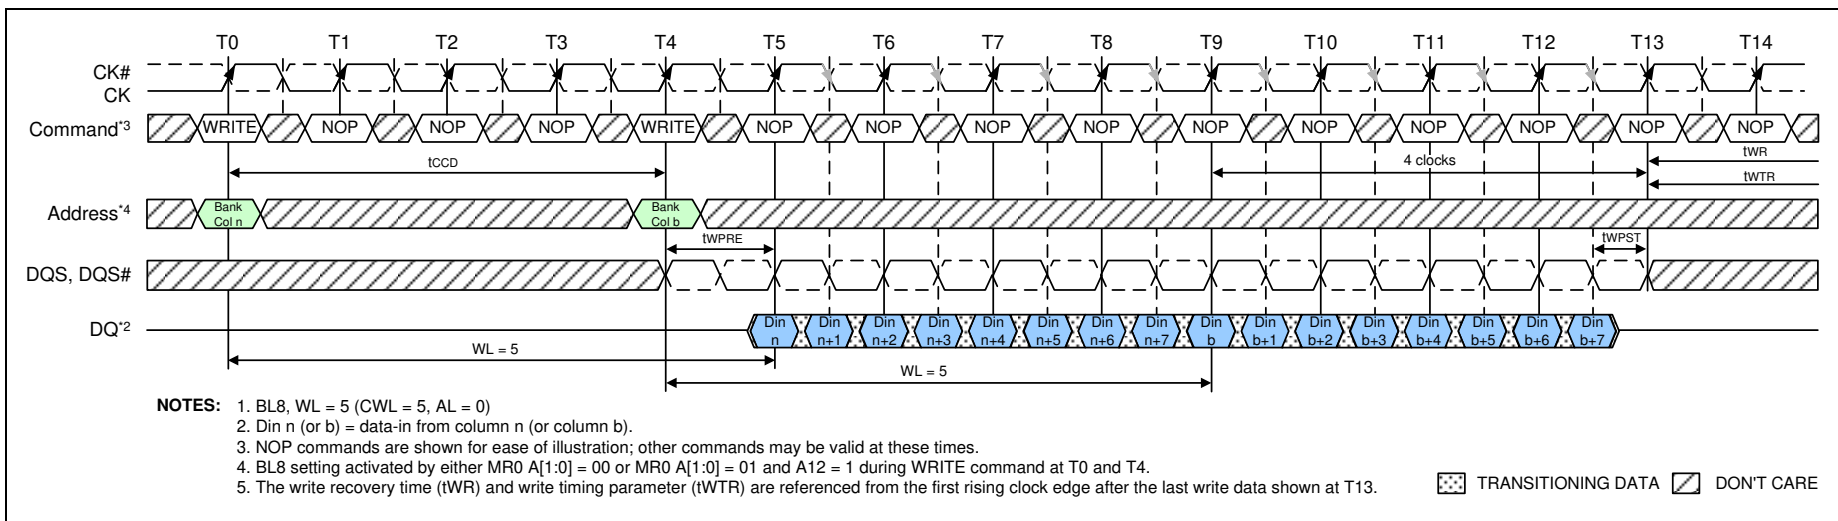 T0 T1 T2 T3 T4 T5 T6 T7 T8 T9 T10 T11 T12 T13 T14
CK#
CK
Command*3 WRITE NOP NOP NOP WRITE NOP NOP NOP NOP NOP NOP NOP NOP NOP NOP
tCCD 4 clocks tWR
tWTR
Address*4 Bank Col n Bank Col b
tWPRE tWPST
DQS, DQS#
DQ*2 Din n Din n+1 Din n+2 Din n+3 Din n+4 Din n+5 Din n+6 Din n+7 Din b Din b+1 Din b+2 Din b+3 Din b+4 Din b+5 Din b+6 Din b+7
WL = 5
WL = 5
NOTES: 1. BL8, WL = 5 (CWL = 5, AL = 0)
2. Din n (or b) = data-in from column n (or column b).
3. NOP commands are shown for ease of illustration; other commands may be valid at these times.
4. BL8 setting activated by either MR0 A[1:0] = 00 or MR0 A[1:0] = 01 and A12 = 1 during WRITE command at T0 and T4.
5. The write recovery time (tWR) and write timing parameter (tWTR) are referenced from the first rising clock edge after the last write data shown at T13.
TRANSITIONING DATA DON'T CARE